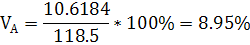 V_A = 10.6184/118.5 * 100% = 8.95%